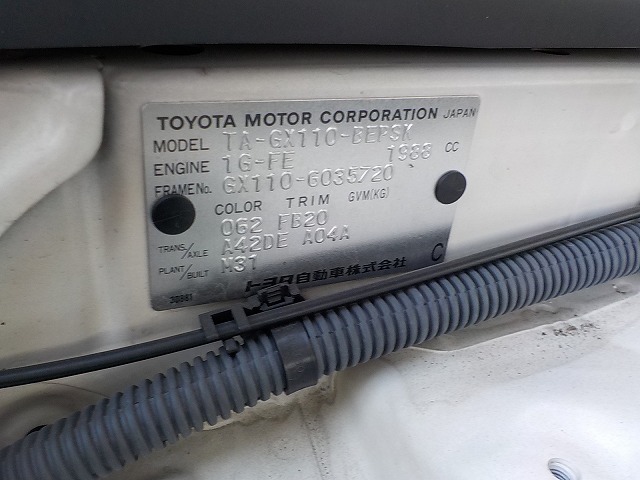 TOYOTA MOTOR CORPORATION JAPAN
MODEL TA-GX110-BEPSK
ENGINE 1G-FE 1988 CC
FRAME No. GX110-6035720
COLOR TRIM GVM(KG)
062 FB20
TRANS./AXLE A42DE A04A
PLANT/BUILT M31
トヨタ自動車株式会社 C